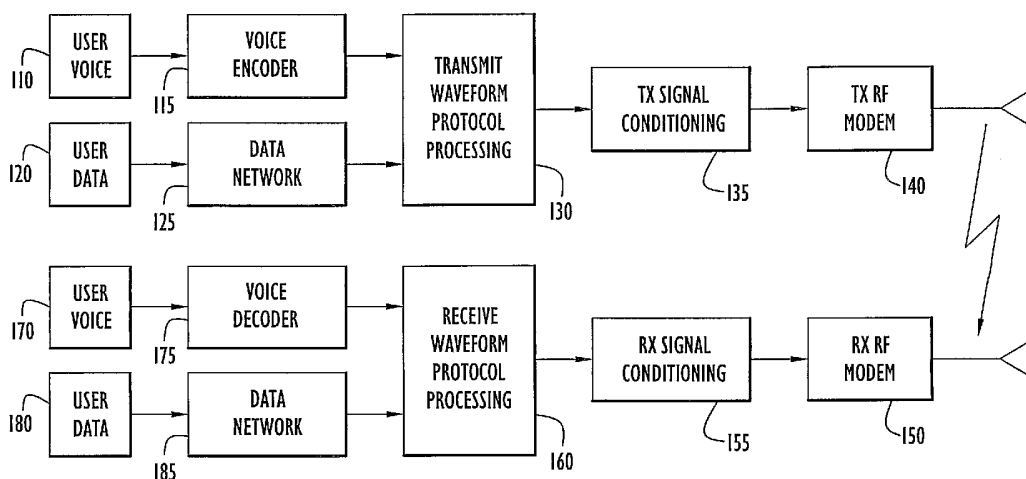 USER
VOICE
110
VOICE
ENCODER
115
USER
DATA
120
DATA
NETWORK
125
TRANSMIT
WAVEFORM
PROTOCOL
PROCESSING
130
TX SIGNAL
CONDITIONING
135
TX RF
MODEM
140
USER
VOICE
170
VOICE
DECODER
175
USER
DATA
180
DATA
NETWORK
185
RECEIVE
WAVEFORM
PROTOCOL
PROCESSING
160
RX SIGNAL
CONDITIONING
155
RX RF
MODEM
150